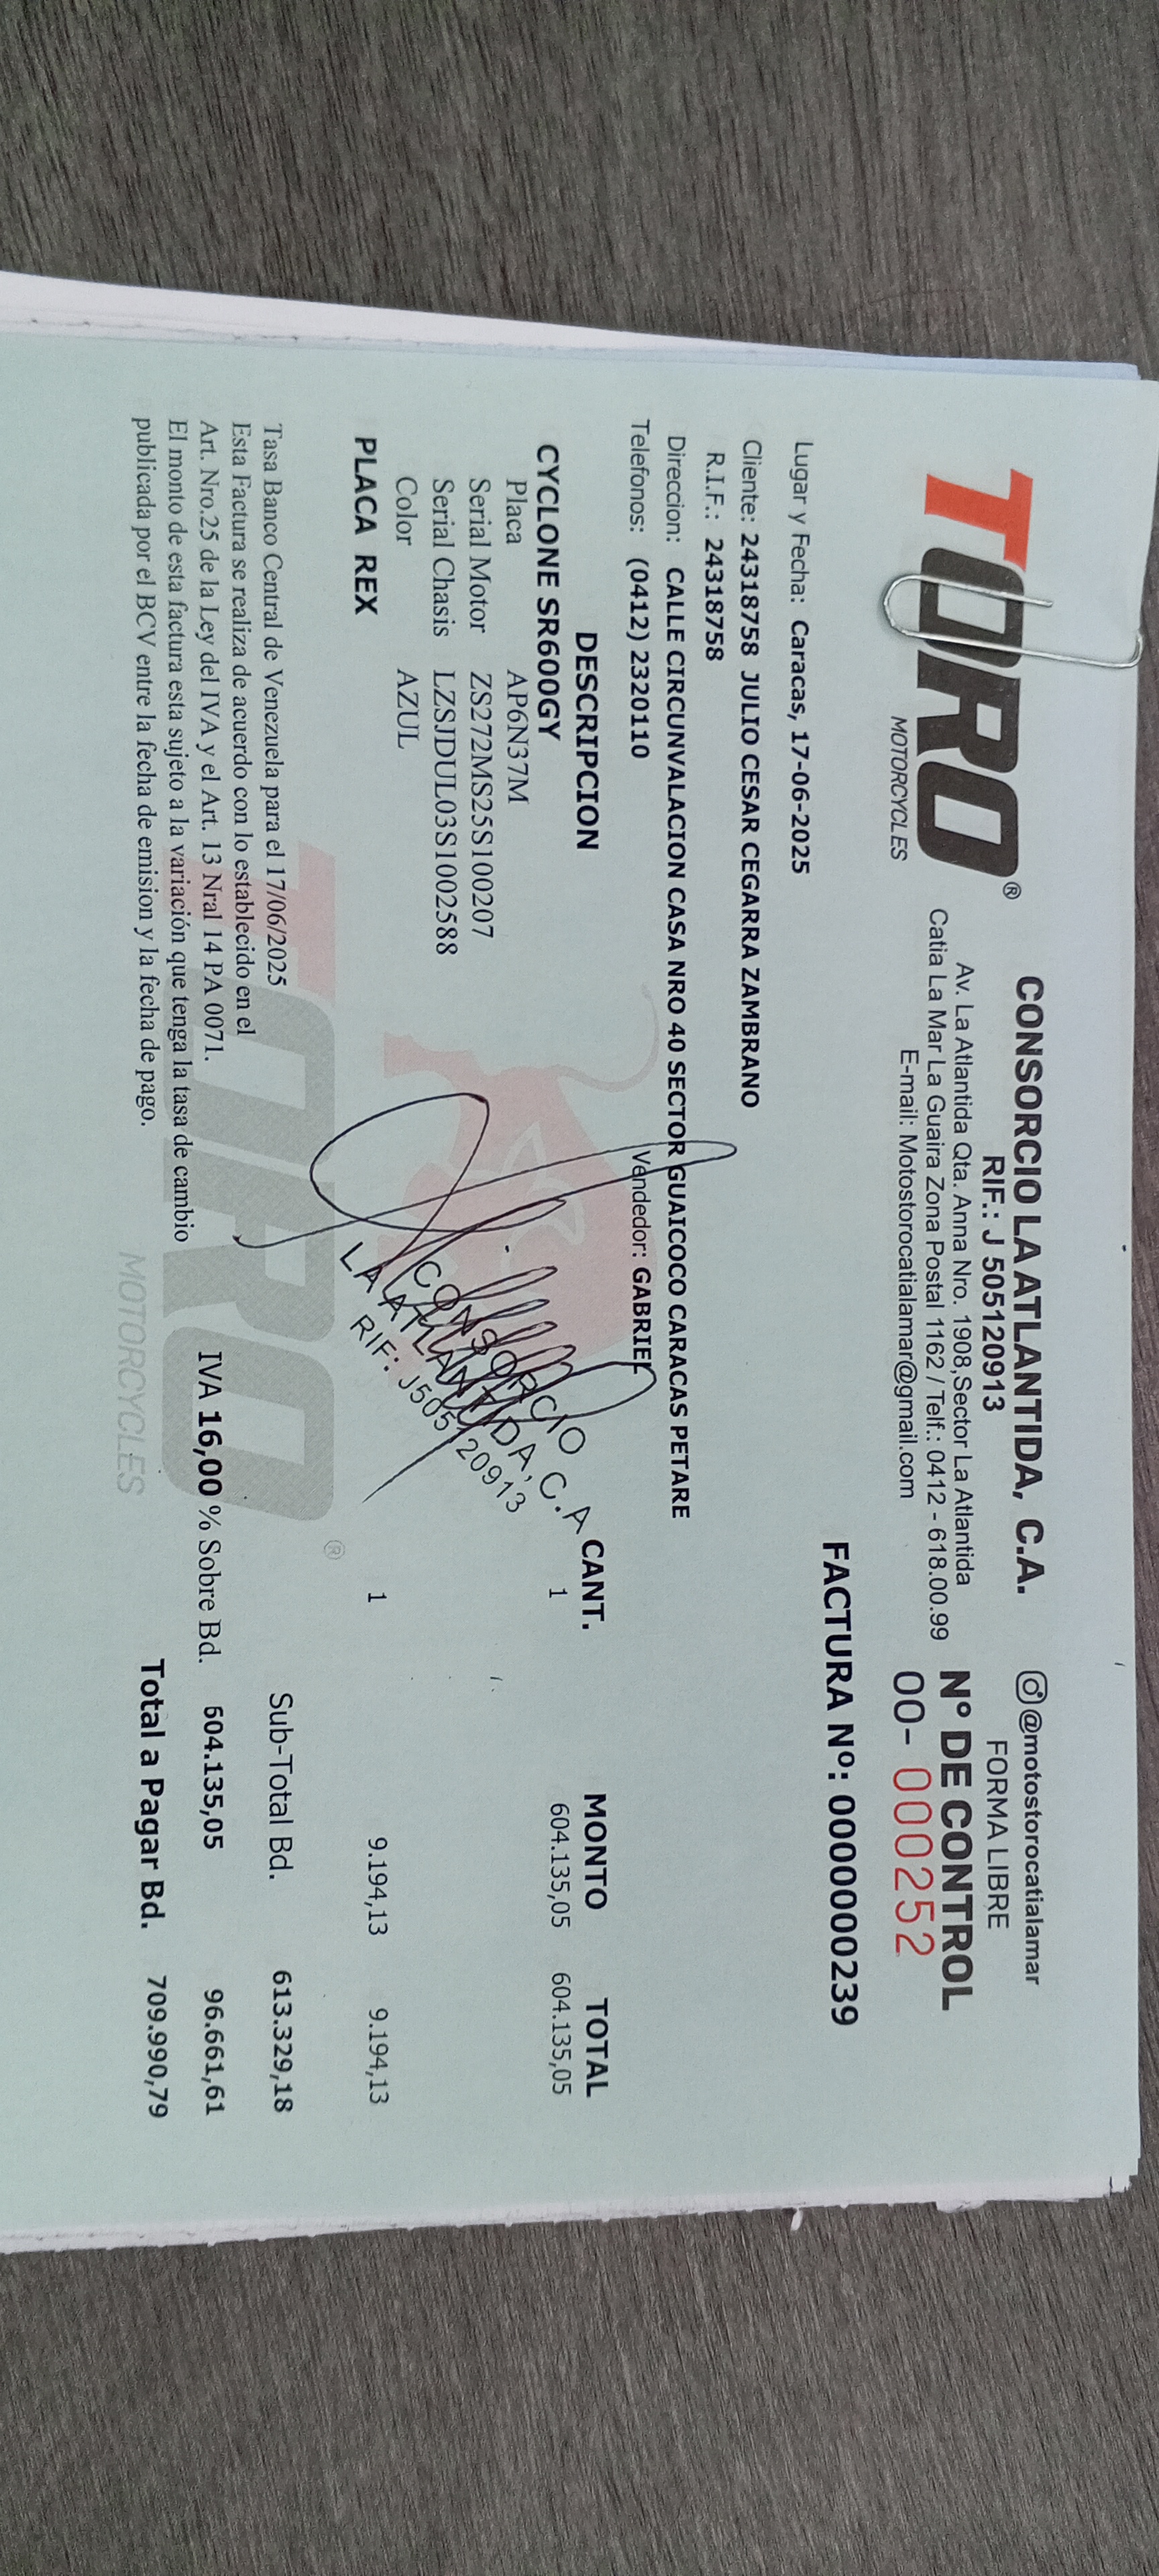 TORO®
MOTORCYCLES
CONSORCIO LA ATLANTIDA, C.A.
RIF.: J 505120913
Av. La Atlantida Qta. Anna Nro. 1908,Sector La Atlantida
Catia La Mar La Guaira Zona Postal 1162 / Telf.: 0412 - 618.00.99
E-mail: Motostorocatialamar@gmail.com
@motostorocatialamar
FORMA LIBRE
Nº DE CONTROL
00- 000252
FACTURA Nº: 0000000239
Lugar y Fecha: Caracas, 17-06-2025
Cliente: 24318758 JULIO CESAR CEGARRA ZAMBRANO
R.I.F.: 24318758
Direccion: CALLE CIRCUNVALACION CASA NRO 40 SECTOR GUAICOCO CARACAS PETARE
Telefonos: (0412) 2320110 Vendedor: GABRIEL
DESCRIPCION CANT. MONTO TOTAL
CYCLONE SR600GY 1 604.135,05 604.135,05
Placa AP6N37M
Serial Motor ZS272MS25S100207
Serial Chasis LZSJDUL03S1002588
Color AZUL
PLACA REX 1 9.194,13 9.194,13
CONSORCIO
LA ATLANTIDA, C.A
RIF: J505120913
Tasa Banco Central de Venezuela para el 17/06/2025
Esta Factura se realiza de acuerdo con lo establecido en el
Art. Nro.25 de la Ley del IVA y el Art. 13 Nral 14 PA 0071.
El monto de esta factura esta sujeto a la variación que tenga la tasa de cambio
publicada por el BCV entre la fecha de emision y la fecha de pago.
Sub-Total Bd. 613.329,18
IVA 16,00 % Sobre Bd. 604.135,05 96.661,61
Total a Pagar Bd. 709.990,79
TORO®
MOTORCYCLES